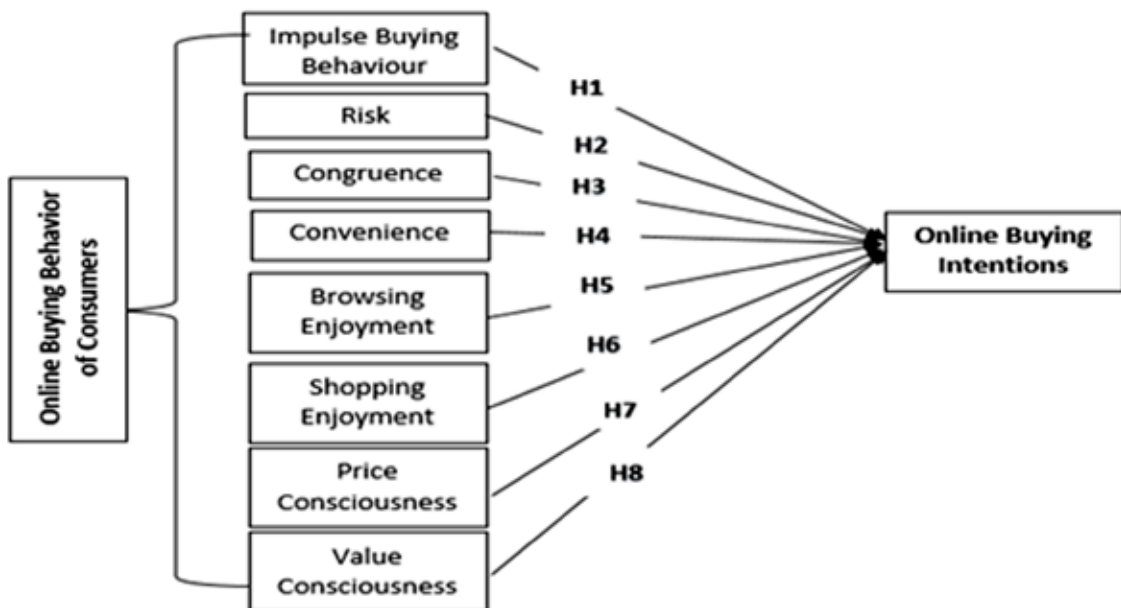 Online Buying Behavior
of Consumers
Impulse Buying
Behaviour
Risk
Congruence
Convenience
Browsing
Enjoyment
Shopping
Enjoyment
Price
Consciousness
Value
Consciousness
H1
H2
H3
H4
H5
H6
H7
H8
Online Buying
Intentions